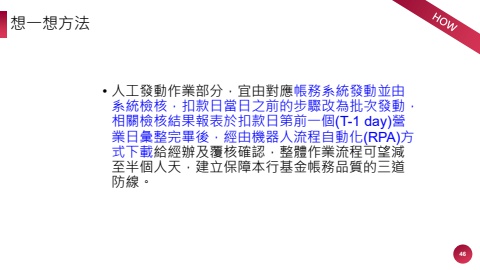 想一想方法
HOW
• 人工發動作業部分，宜由對應帳務系統發動並由
系統檢核，扣款日當日之前的步驟改為批次發動，
相關檢核結果報表於扣款日第前一個(T-1 day)營
業日彙整完畢後，經由機器人流程自動化(RPA)方
式下載給經辦及覆核確認，整體作業流程可望減
至半個人天，建立保障本行基金帳務品質的三道
防線。
46